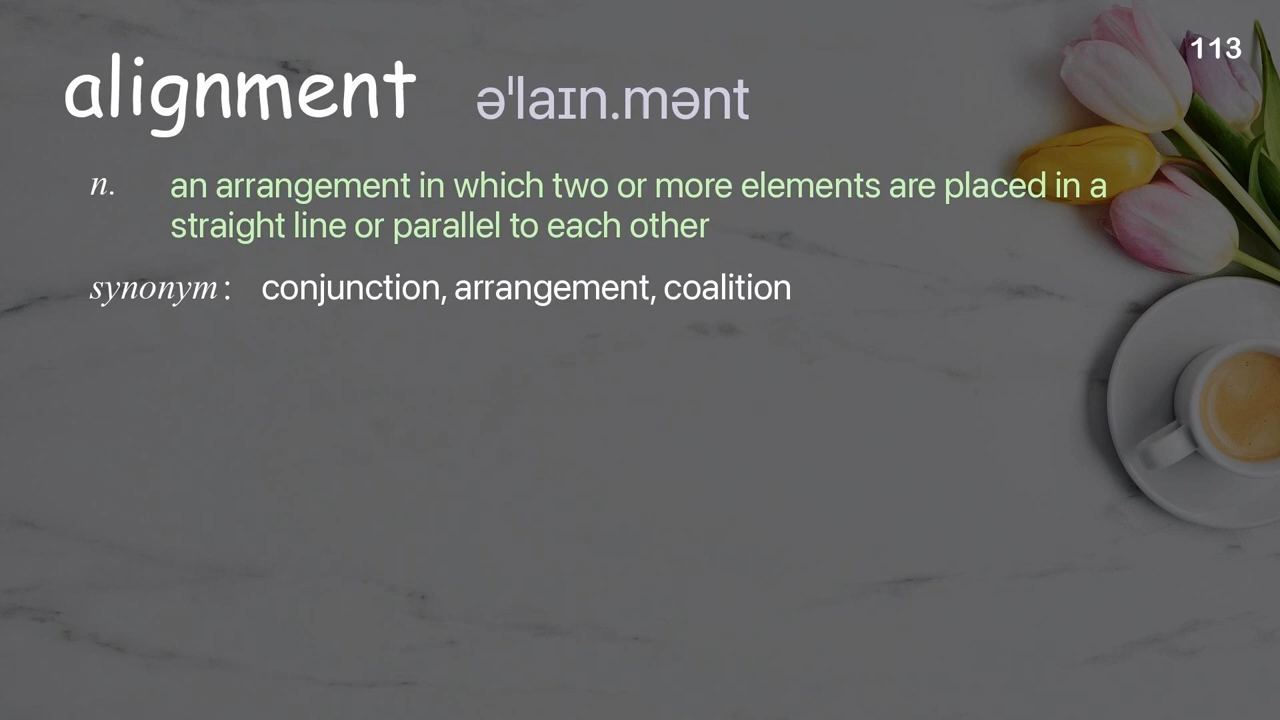 113
alignment əˈlaɪn.mənt
n. an arrangement in which two or more elements are placed in a
straight line or parallel to each other
synonym: conjunction, arrangement, coalition